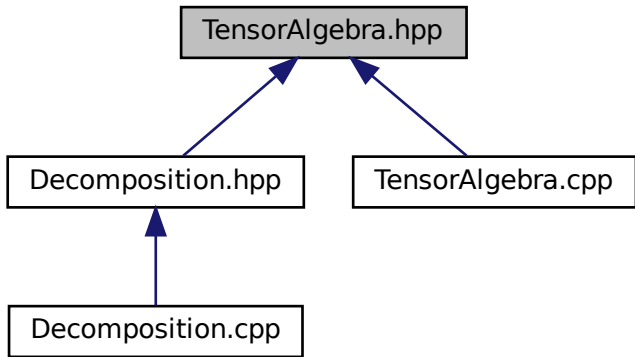 TensorAlgebra.hpp
Decomposition.hpp
TensorAlgebra.cpp
Decomposition.cpp